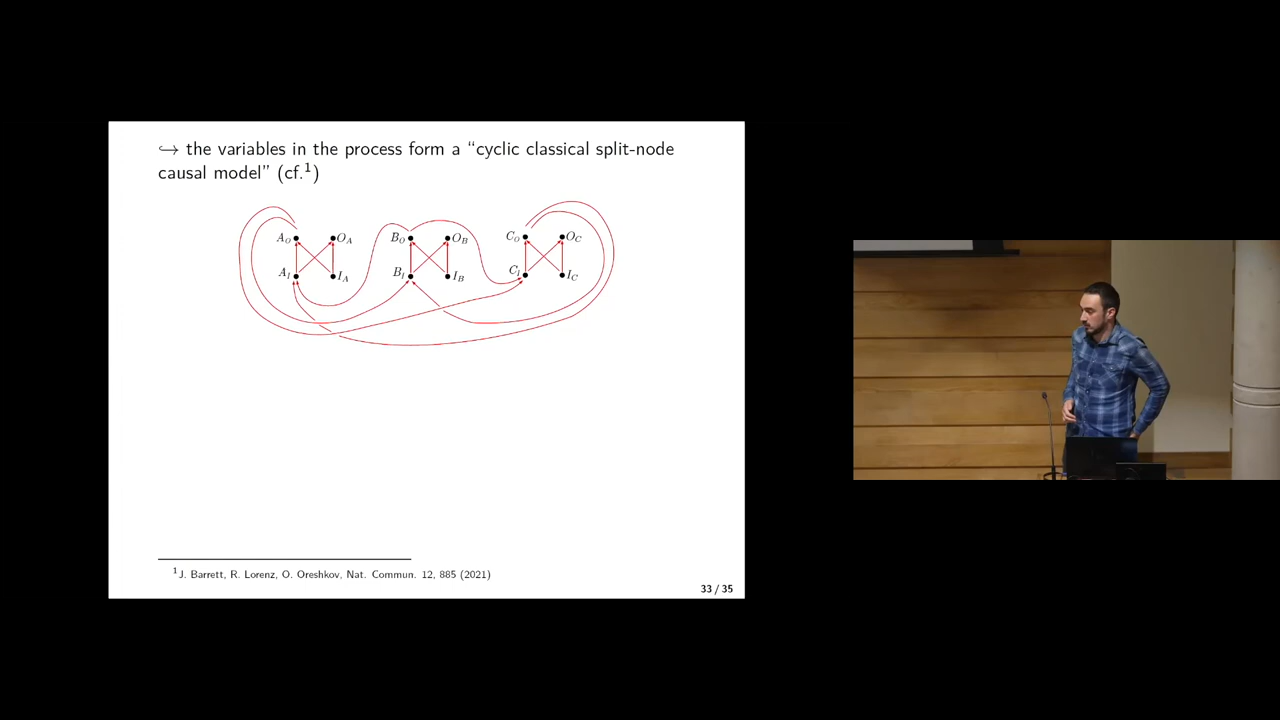 ↪ the variables in the process form a “cyclic classical split-node
causal model” (cf.¹)
A_O O_A B_O O_B C_O O_C
A_I I_A B_I I_B C_I I_C
¹J. Barrett, R. Lorenz, O. Oreshkov, Nat. Commun. 12, 885 (2021)
33 / 35